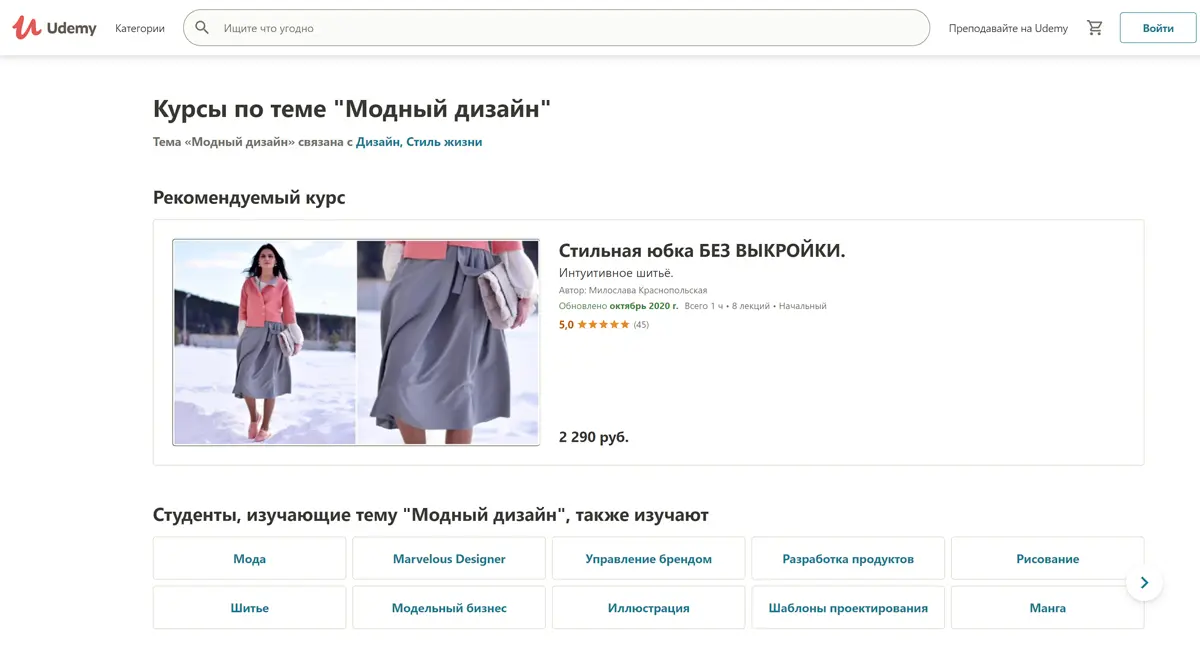 Udemy
Категории
Ищите что угодно
Преподавайте на Udemy
Войти
Курсы по теме "Модный дизайн"
Тема «Модный дизайн» связана с Дизайн, Стиль жизни
Рекомендуемый курс
Стильная юбка БЕЗ ВЫКРОЙКИ.
Интуитивное шитьё.
Автор: Милослава Краснопольская
Обновлено октябрь 2020 г. Всего 1 ч • 8 лекций • Начальный
5,0 (45)
2 290 руб.
Студенты, изучающие тему "Модный дизайн", также изучают
Мода
Marvelous Designer
Управление брендом
Разработка продуктов
Рисование
Шитье
Модельный бизнес
Иллюстрация
Шаблоны проектирования
Манга